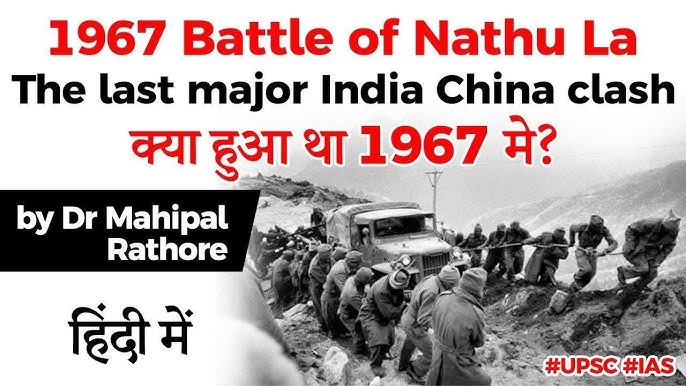 1967 Battle of Nathu La
The last major India China clash
क्या हुआ था 1967 मे?
by Dr Mahipal
Rathore
हिंदी में
#UPSC #IAS